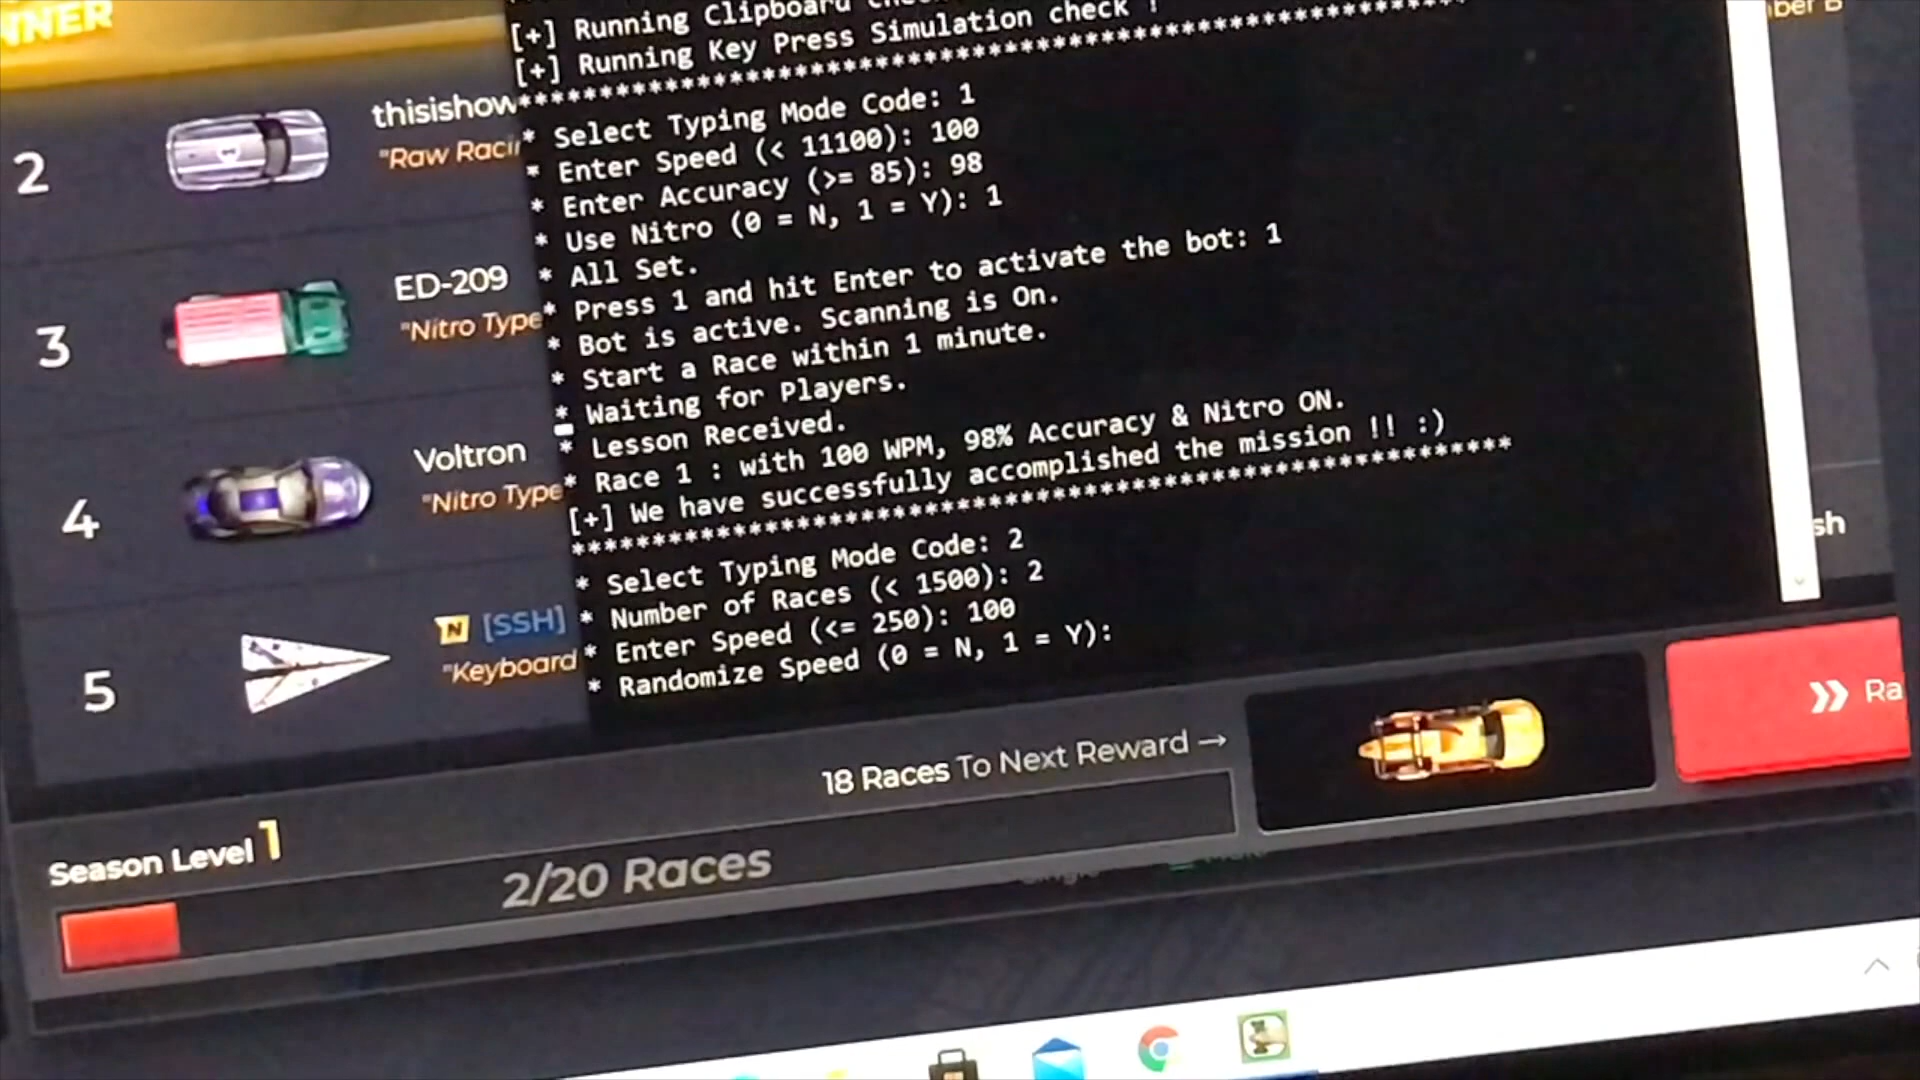 NNER
[+] Running Clipboard
[+] Running Key Press Simulation check !
************************************************************
* Select Typing Mode Code: 1
* Enter Speed (< 11100): 100
* Enter Accuracy (>= 85): 98
* Use Nitro (0 = N, 1 = Y): 1
* All Set.
* Press 1 and hit Enter to activate the bot: 1
* Bot is active. Scanning is On.
* Start a Race within 1 minute.
* Waiting for Players.
* Lesson Received.
* Race 1 : with 100 WPM, 98% Accuracy & Nitro ON.
[+] We have successfully accomplished the mission !! :)
************************************************************
* Select Typing Mode Code: 2
* Number of Races (< 1500): 2
* Enter Speed (<= 250): 100
* Randomize Speed (0 = N, 1 = Y):
2
thisishow
"Raw Raci
3
ED-209
"Nitro Type
4
Voltron
"Nitro Type
5
N [SSH]
"Keyboard
sh
18 Races To Next Reward →
Ra
Season Level 1
2/20 Races